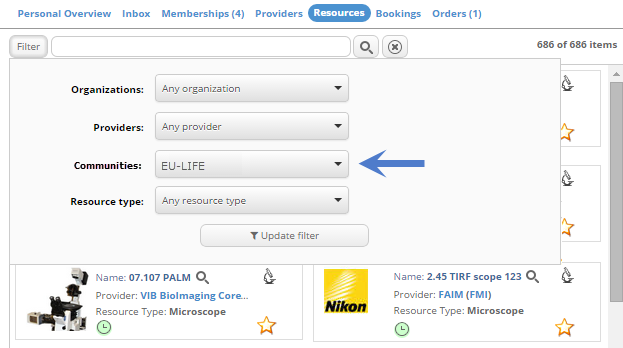 Personal Overview Inbox Memberships (4) Providers Resources Bookings Orders (1)
Filter 686 of 686 items
Organizations: Any organization
Providers: Any provider
Communities: EU-LIFE
Resource type: Any resource type
Update filter
Name: 07.107 PALM
Provider: VIB BioImaging Core...
Resource Type: Microscope
Nikon
Name: 2.45 TIRF scope 123
Provider: FAIM (FMI)
Resource Type: Microscope